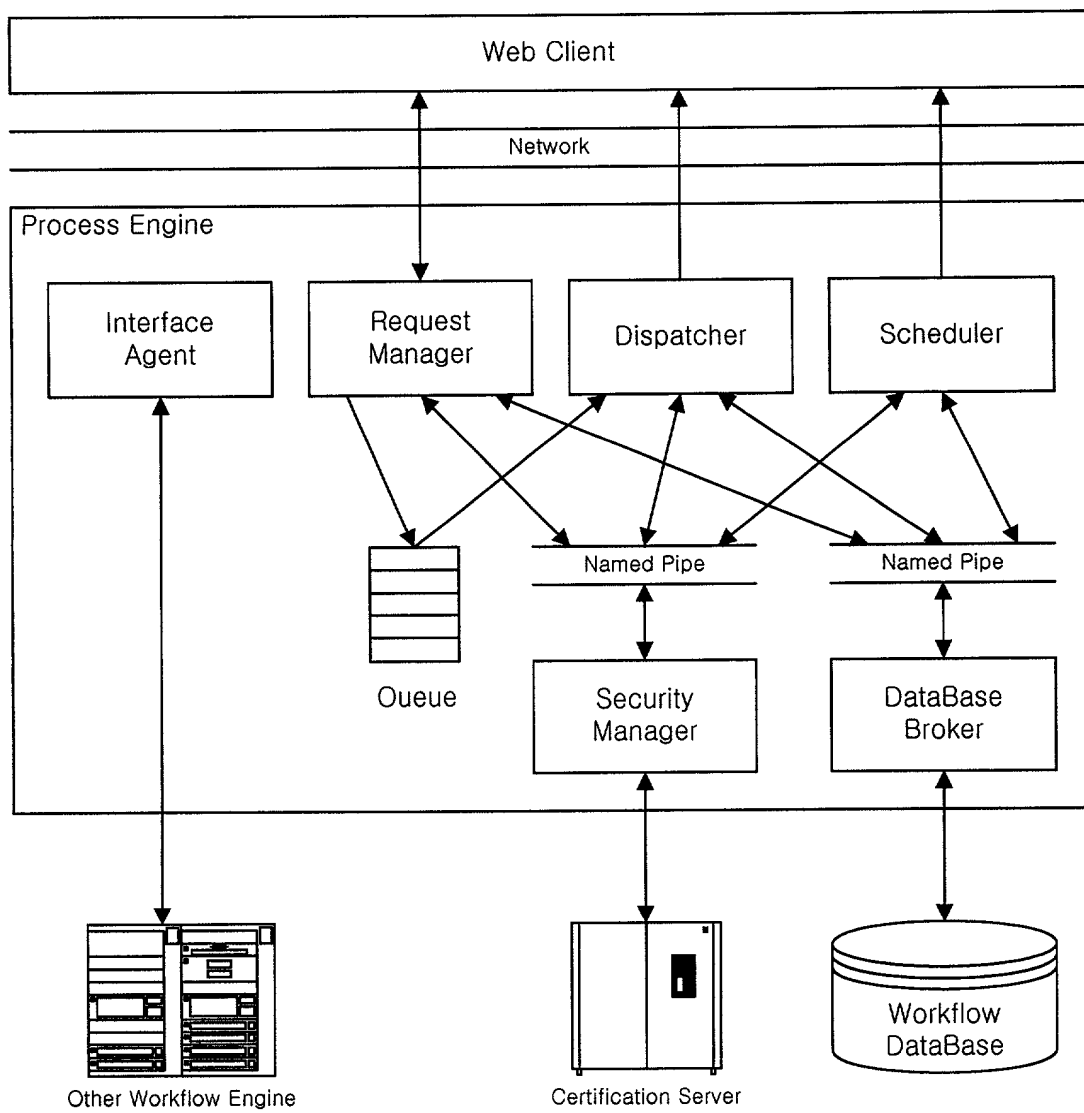 Web Client
Network
Process Engine
Interface
Agent
Request
Manager
Dispatcher
Scheduler
Named Pipe
Named Pipe
Oueue
Security
Manager
DataBase
Broker
Workflow
DataBase
Other Workflow Engine
Certification Server